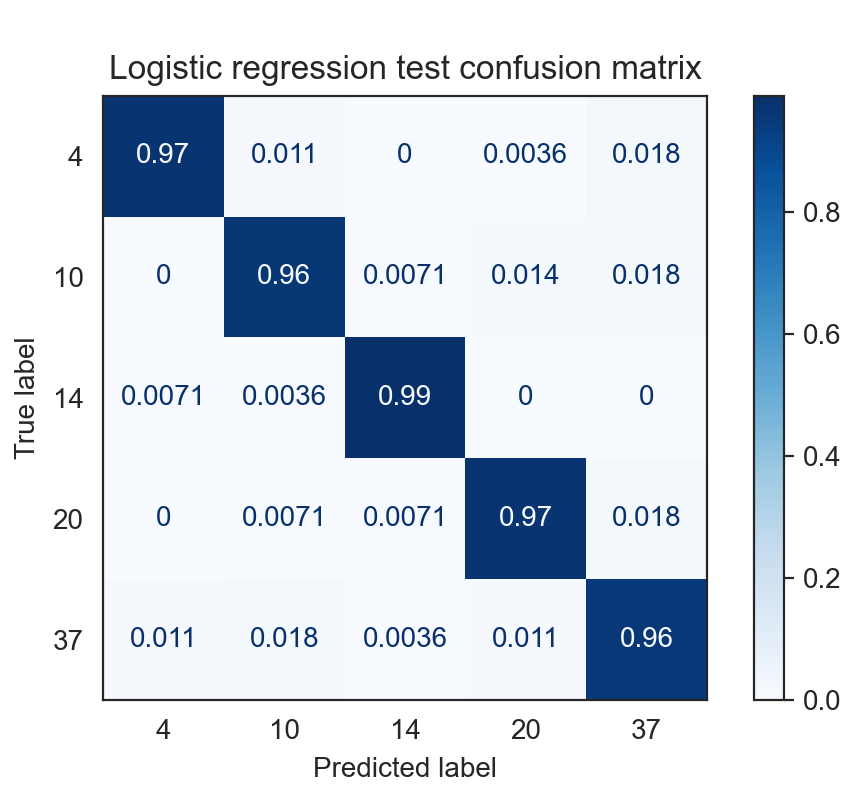 Logistic regression test confusion matrix
4 0.97 0.011 0 0.0036 0.018
0.8
10 0 0.96 0.0071 0.014 0.018
0.6
True label
14 0.0071 0.0036 0.99 0 0
0.4
20 0 0.0071 0.0071 0.97 0.018
0.2
37 0.011 0.018 0.0036 0.011 0.96
0.0
4 10 14 20 37
Predicted label